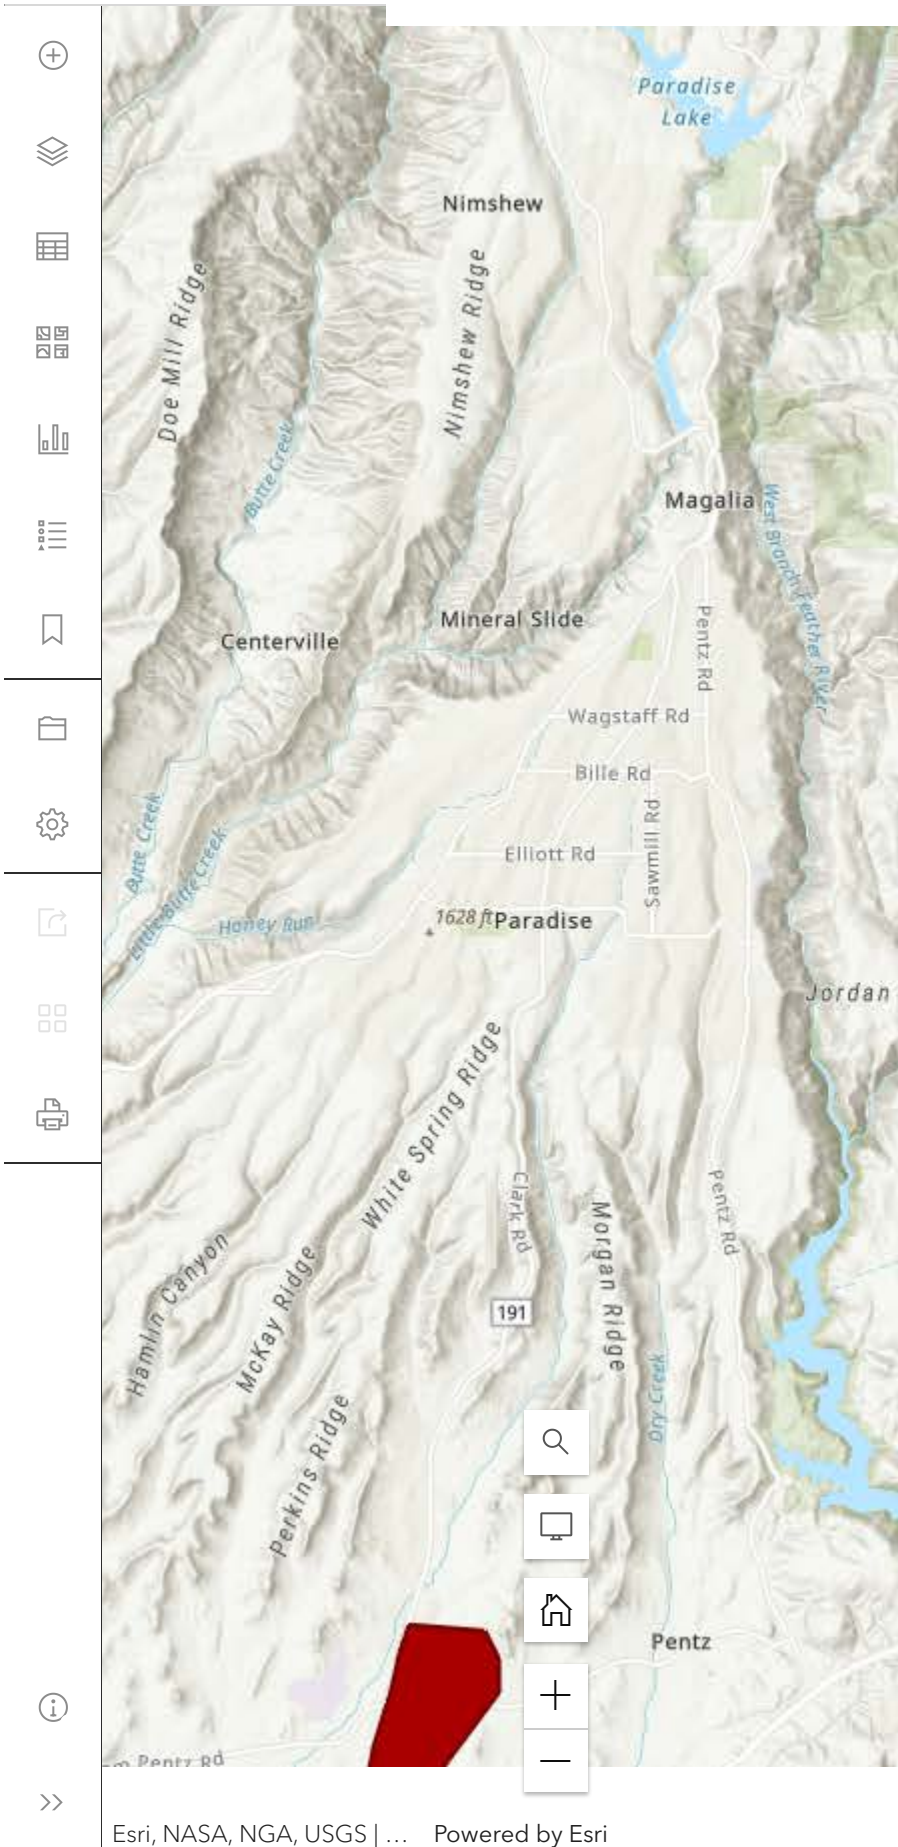 Paradise
Lake
Nimshew
Nimshew Ridge
Doe Mill Ridge
Butte Creek
Magalia
West Branch Feather River
Mineral Slide
Centerville
Pentz Rd
Wagstaff Rd
Bille Rd
Sawmill Rd
Butte Creek
Little Butte Creek
Elliott Rd
Honey Run
1628 ft
Paradise
Jordan
White Spring Ridge
Clark Rd
Pentz Rd
Morgan Ridge
Hamlin Canyon
McKay Ridge
191
Dry Creek
Perkins Ridge
Pentz
m Pentz Rd
Esri, NASA, NGA, USGS | ... Powered by Esri